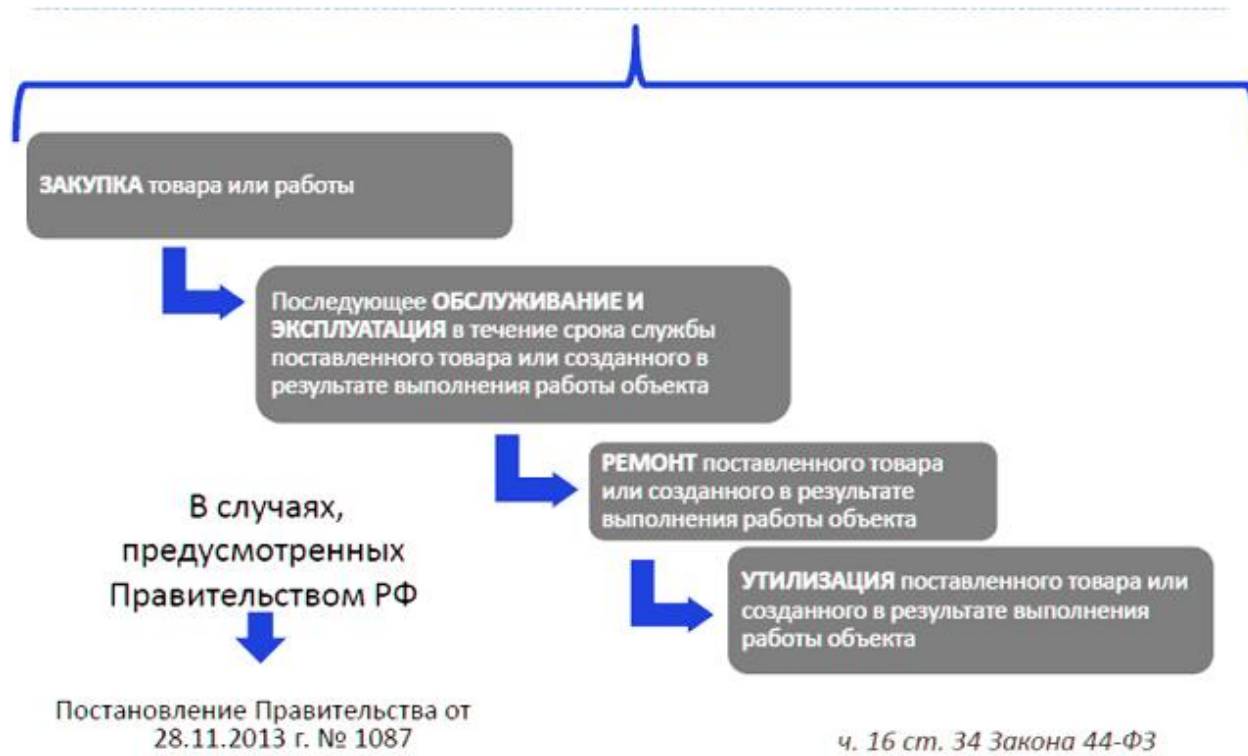 ЗАКУПКА товара или работы
Последующее ОБСЛУЖИВАНИЕ И
ЭКСПЛУАТАЦИЯ в течение срока службы
поставленного товара или созданного в
результате выполнения работы объекта
РЕМОНТ поставленного товара
или созданного в результате
выполнения работы объекта
УТИЛИЗАЦИЯ поставленного товара или
созданного в результате выполнения
работы объекта
В случаях,
предусмотренных
Правительством РФ
Постановление Правительства от
28.11.2013 г. № 1087
ч. 16 ст. 34 Закона 44-ФЗ